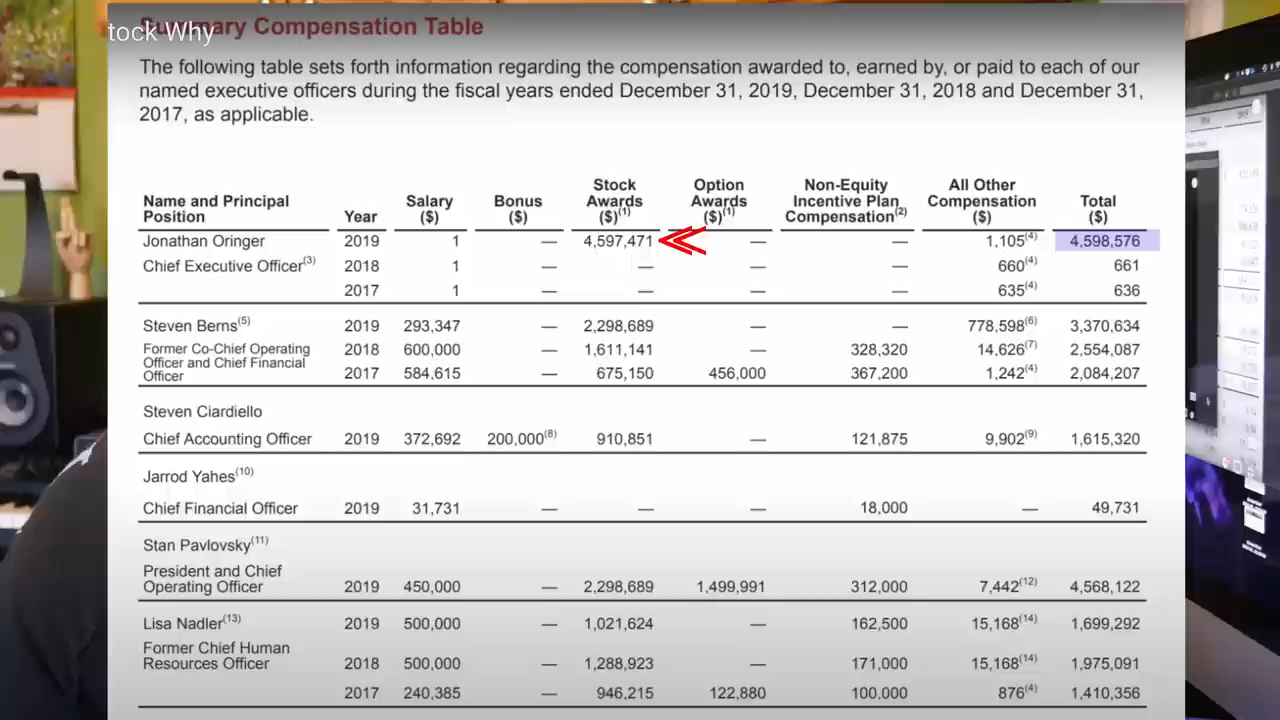 Summary Compensation Table
tock Why
The following table sets forth information regarding the compensation awarded to, earned by, or paid to each of our
named executive officers during the fiscal years ended December 31, 2019, December 31, 2018 and December 31,
2017, as applicable.
Name and Principal Position Year Salary ($) Bonus ($) Stock Awards ($)(1) Option Awards ($)(1) Non-Equity Incentive Plan Compensation(2) All Other Compensation ($) Total ($)
Jonathan Oringer 2019 1 — 4,597,471 — — 1,105(4) 4,598,576
Chief Executive Officer(3) 2018 1 — — — — 660(4) 661
2017 1 — — — — 635(4) 636
Steven Berns(5) 2019 293,347 — 2,298,689 — — 778,598(6) 3,370,634
Former Co-Chief Operating Officer and Chief Financial Officer 2018 600,000 — 1,611,141 — 328,320 14,626(7) 2,554,087
2017 584,615 — 675,150 456,000 367,200 1,242(4) 2,084,207
Steven Ciardiello
Chief Accounting Officer 2019 372,692 200,000(8) 910,851 — 121,875 9,902(9) 1,615,320
Jarrod Yahes(10)
Chief Financial Officer 2019 31,731 — — — 18,000 — 49,731
Stan Pavlovsky(11)
President and Chief
Operating Officer 2019 450,000 — 2,298,689 1,499,991 312,000 7,442(12) 4,568,122
Lisa Nadler(13) 2019 500,000 — 1,021,624 — 162,500 15,168(14) 1,699,292
Former Chief Human
Resources Officer 2018 500,000 — 1,288,923 — 171,000 15,168(14) 1,975,091
2017 240,385 — 946,215 122,880 100,000 876(4) 1,410,356